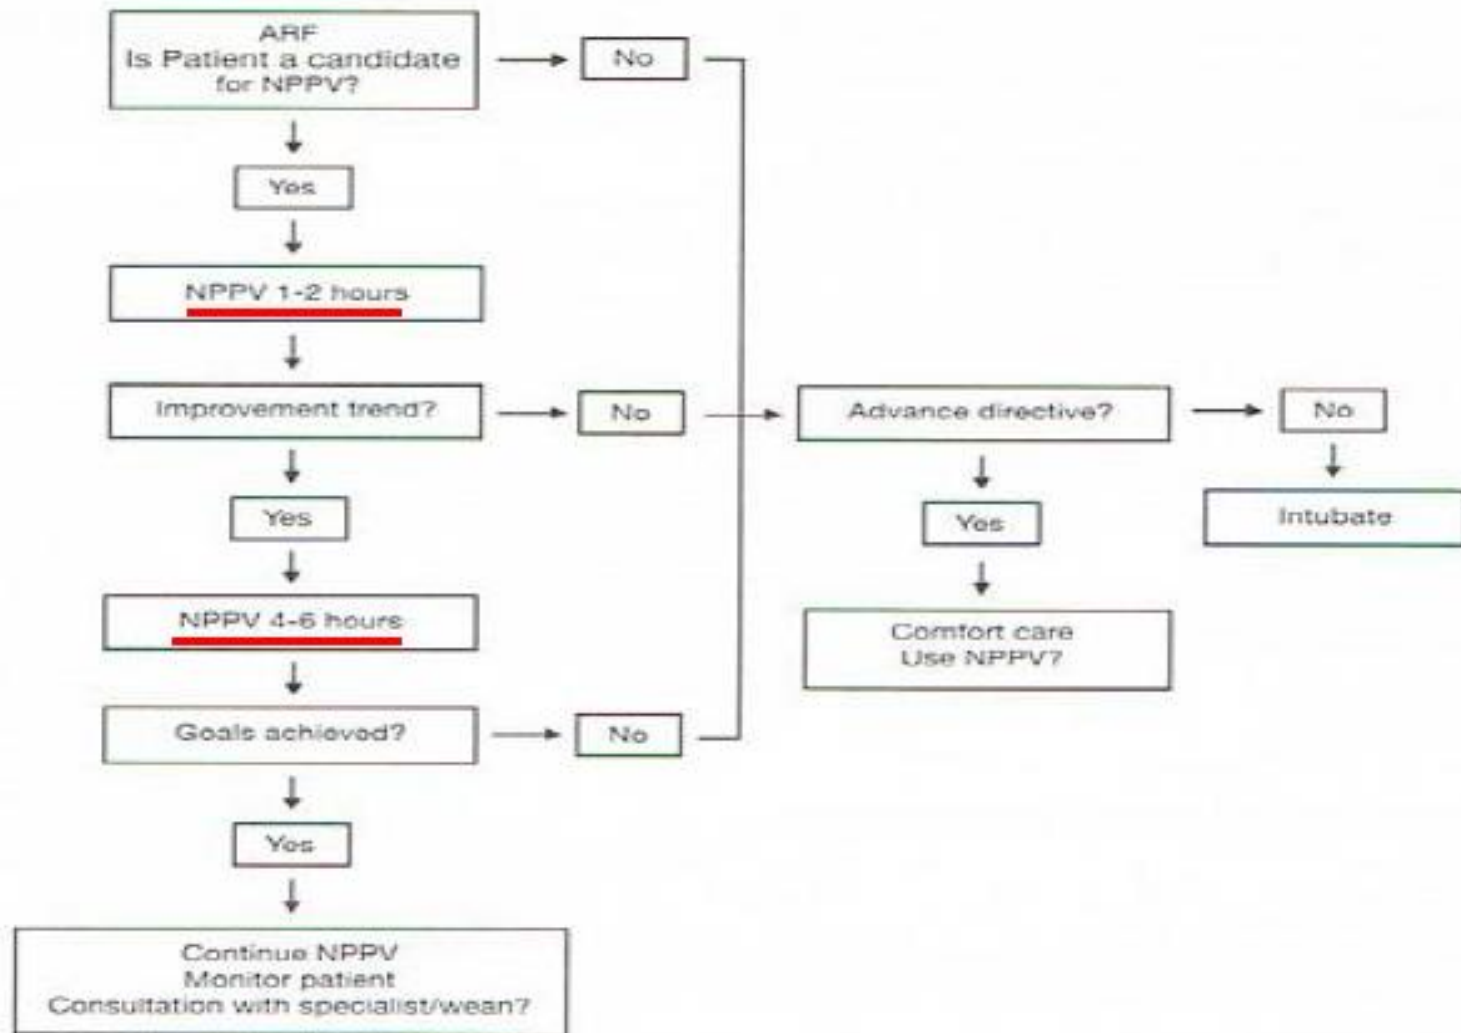 ARF
Is Patient a candidate
for NPPV?
No
Yes
NPPV 1-2 hours
Improvement trend?
No
Advance directive?
No
Yes
Yes
Intubate
NPPV 4-6 hours
Comfort care
Use NPPV?
Goals achieved?
No
Yes
Continue NPPV
Monitor patient
Consultation with specialist/wean?